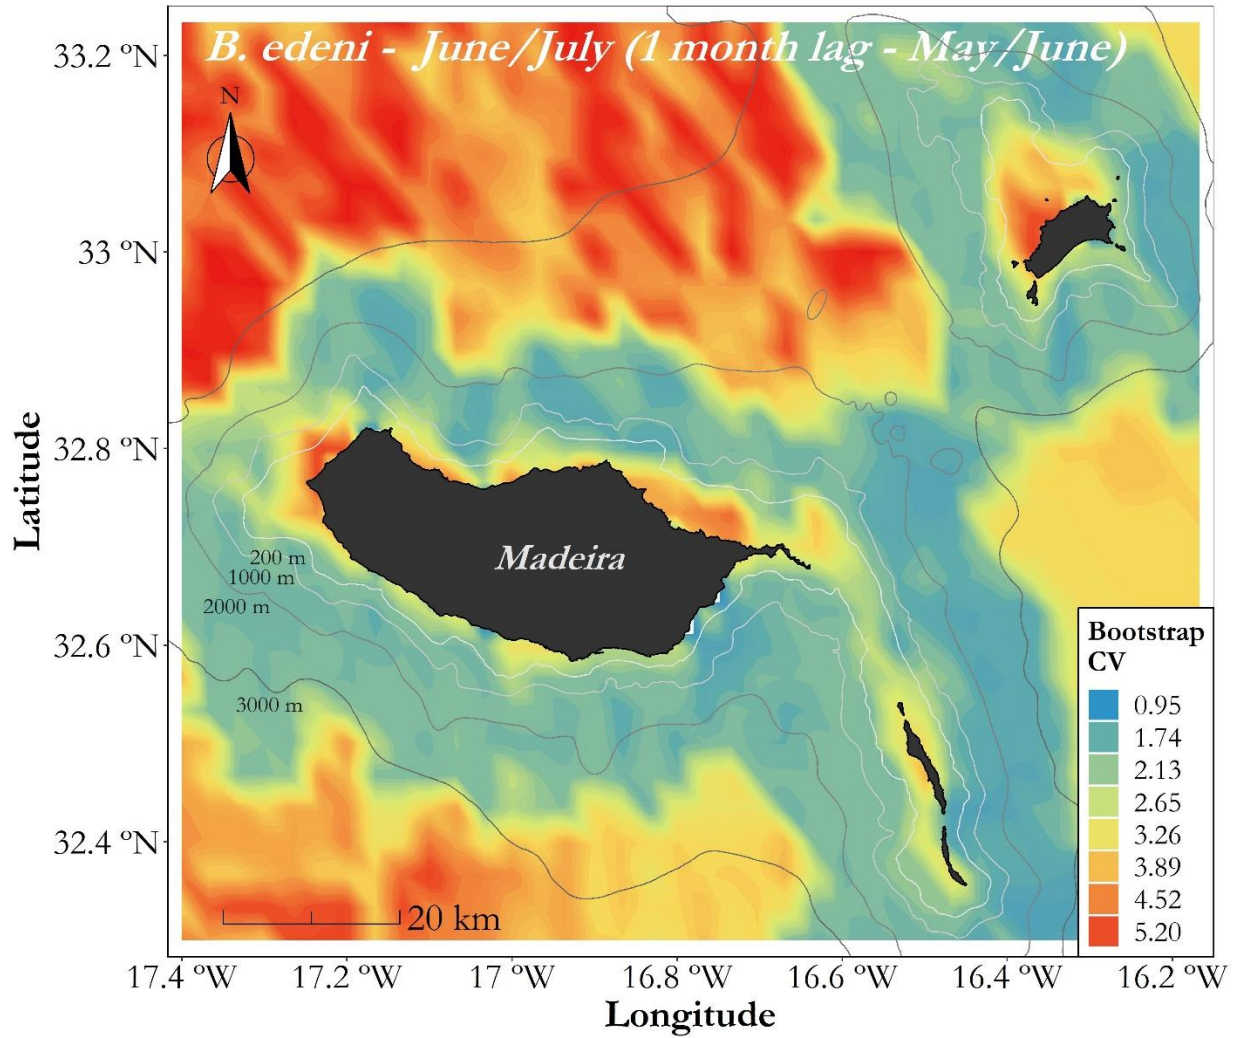 B. edeni - June/July (1 month lag - May/June)
N
33.2 ºN
33 ºN
32.8 ºN
32.6 ºN
32.4 ºN
Latitude
Madeira
200 m
1000 m
2000 m
3000 m
20 km
Bootstrap
CV
0.95
1.74
2.13
2.65
3.26
3.89
4.52
5.20
17.4 ºW
17.2 ºW
17 ºW
16.8 ºW
16.6 ºW
16.4 ºW
16.2 ºW
Longitude